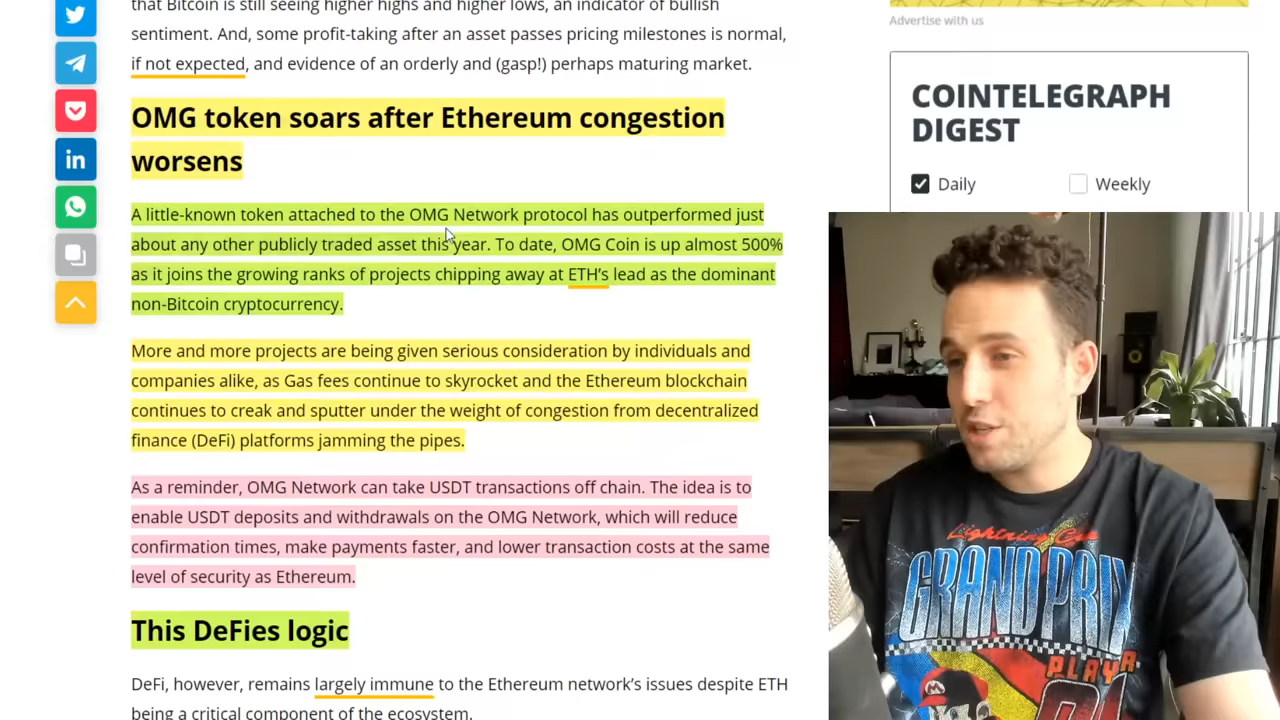 that Bitcoin is still seeing higher highs and higher lows, an indicator of bullish
sentiment. And, some profit-taking after an asset passes pricing milestones is normal,
if not expected, and evidence of an orderly and (gasp!) perhaps maturing market.
OMG token soars after Ethereum congestion
worsens
A little-known token attached to the OMG Network protocol has outperformed just
about any other publicly traded asset this year. To date, OMG Coin is up almost 500%
as it joins the growing ranks of projects chipping away at ETH's lead as the dominant
non-Bitcoin cryptocurrency.
More and more projects are being given serious consideration by individuals and
companies alike, as Gas fees continue to skyrocket and the Ethereum blockchain
continues to creak and sputter under the weight of congestion from decentralized
finance (DeFi) platforms jamming the pipes.
As a reminder, OMG Network can take USDT transactions off chain. The idea is to
enable USDT deposits and withdrawals on the OMG Network, which will reduce
confirmation times, make payments faster, and lower transaction costs at the same
level of security as Ethereum.
This DeFies logic
DeFi, however, remains largely immune to the Ethereum network's issues despite ETH
being a critical component of the ecosystem.
in
Advertise with us
COINTELEGRAPH
DIGEST
Daily
Weekly
Lightning Cup
GRAND PRIX
PLAYER